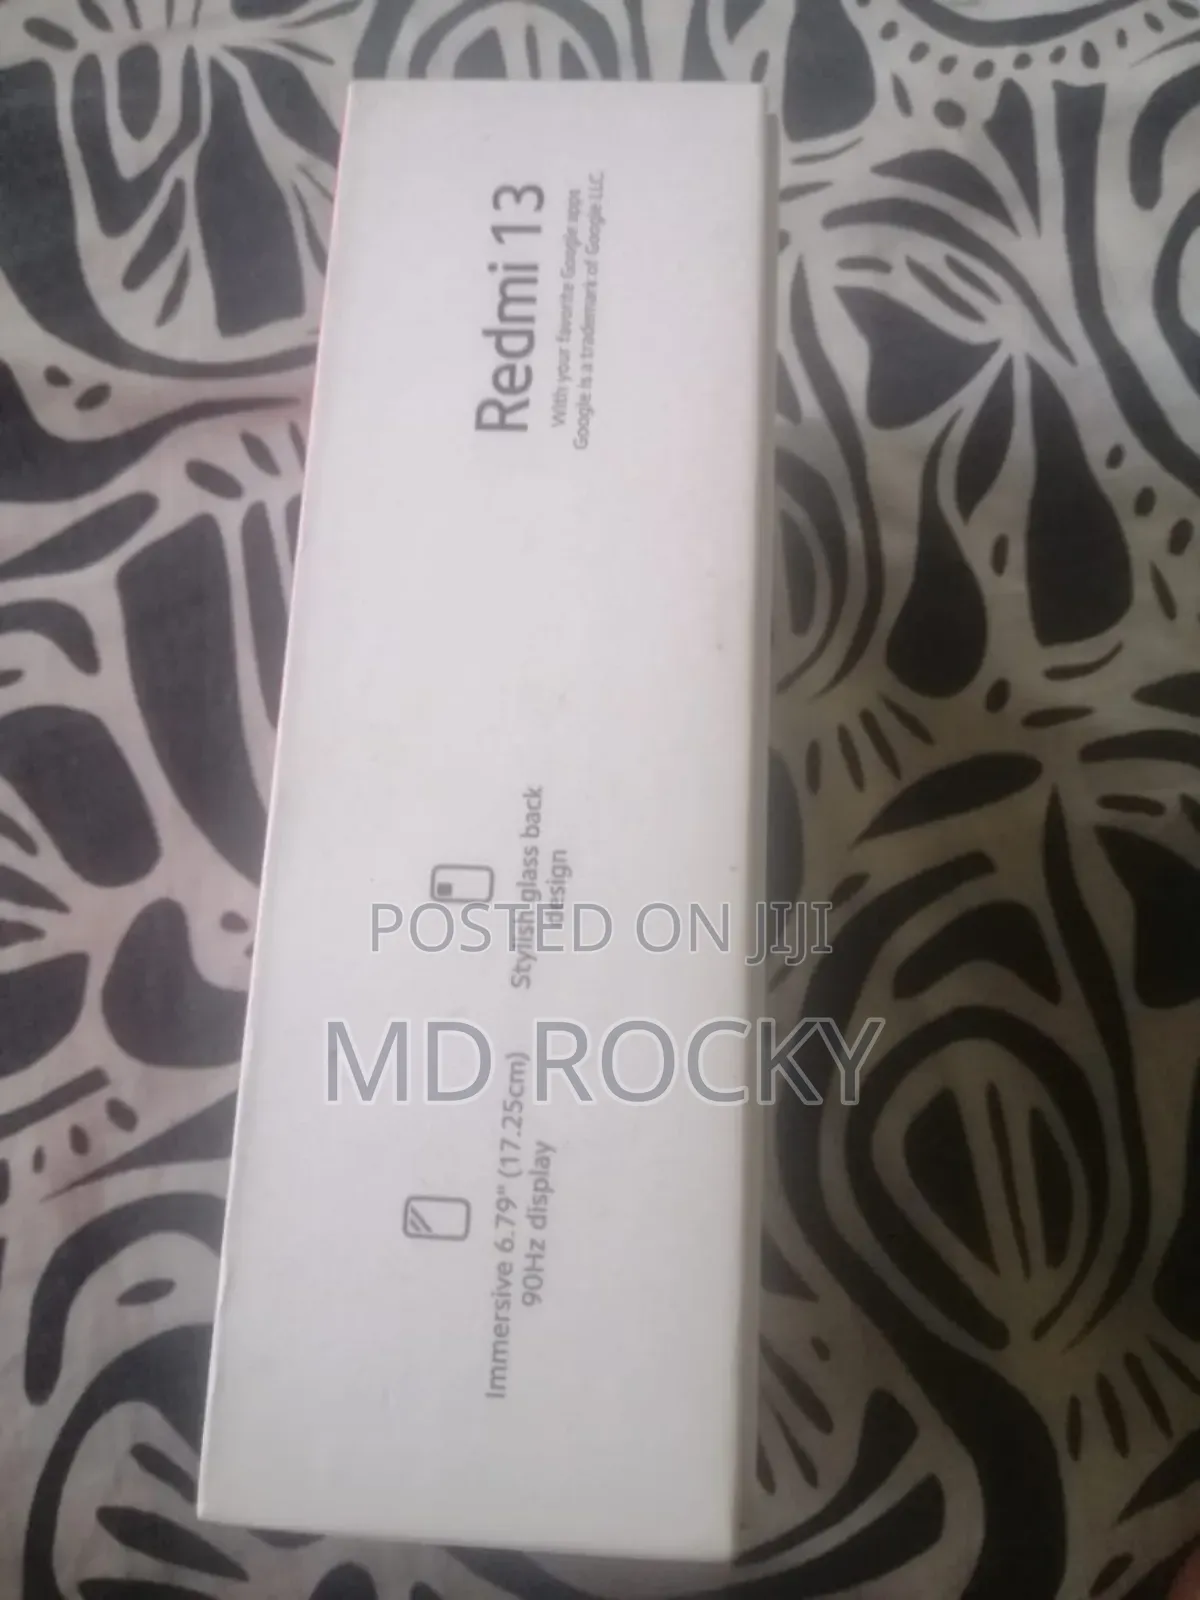 Redmi 13
With your favorite Google apps
Google is a trademark of Google LLC.
Stylish glass back
design
Immersive 6.79" (17.25cm)
90Hz display
POSTED ON JIJI
MD ROCKY